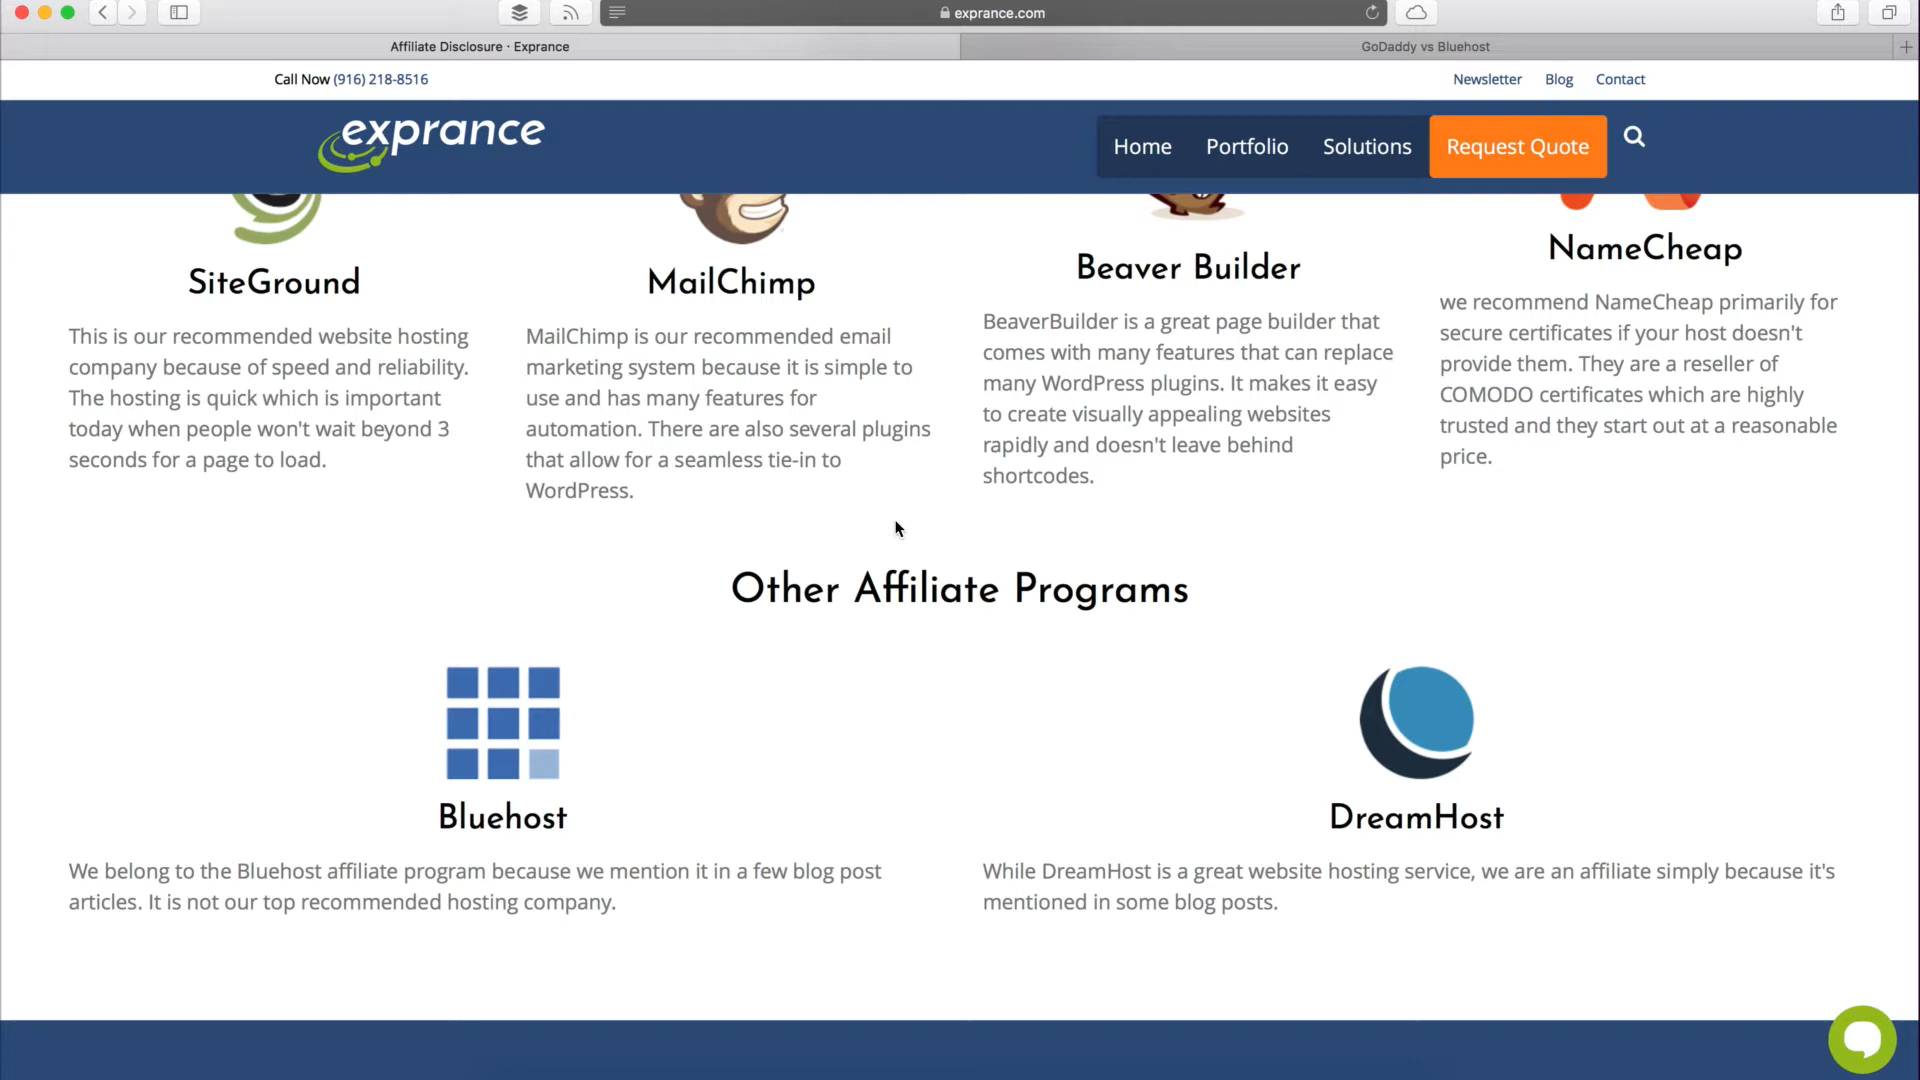 exprance.com
Affiliate Disclosure · Exprance
GoDaddy vs Bluehost
Call Now (916) 218-8516
Newsletter
Blog
Contact
exprance
Home
Portfolio
Solutions
Request Quote
SiteGround
This is our recommended website hosting
company because of speed and reliability.
The hosting is quick which is important
today when people won't wait beyond 3
seconds for a page to load.
MailChimp
MailChimp is our recommended email
marketing system because it is simple to
use and has many features for
automation. There are also several plugins
that allow for a seamless tie-in to
WordPress.
Beaver Builder
BeaverBuilder is a great page builder that
comes with many features that can replace
many WordPress plugins. It makes it easy
to create visually appealing websites
rapidly and doesn't leave behind
shortcodes.
NameCheap
we recommend NameCheap primarily for
secure certificates if your host doesn't
provide them. They are a reseller of
COMODO certificates which are highly
trusted and they start out at a reasonable
price.
Other Affiliate Programs
Bluehost
We belong to the Bluehost affiliate program because we mention it in a few blog post
articles. It is not our top recommended hosting company.
DreamHost
While DreamHost is a great website hosting service, we are an affiliate simply because it's
mentioned in some blog posts.